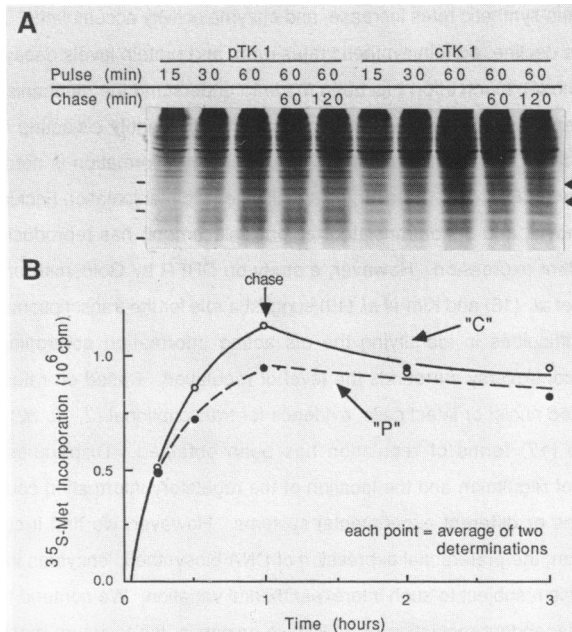 A
pTK 1 cTK 1
Pulse (min) 15 30 60 60 60 15 30 60 60 60
Chase (min) 60 120 60 120
B
chase
"C"
"P"
1.0
0.5
0.0
35S-Met Incorporation (10⁶ cpm)
each point = average of two
determinations
0 1 2 3
Time (hours)